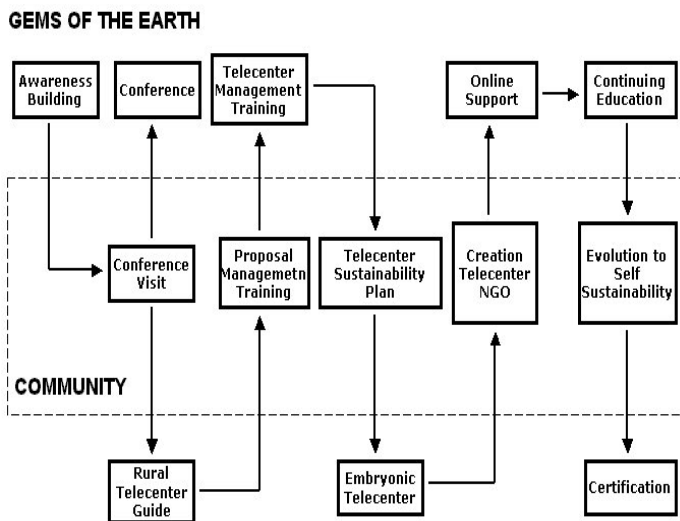 GEMS OF THE EARTH
Awareness
Building
Conference
Telecenter
Management
Training
Online
Support
Continuing
Education
Conference
Visit
Proposal
Managemetn
Training
Telecenter
Sustainability
Plan
Creation
Telecenter
NGO
Evolution to
Self
Sustainability
COMMUNITY
Rural
Telecenter
Guide
Embryonic
Telecenter
Certification